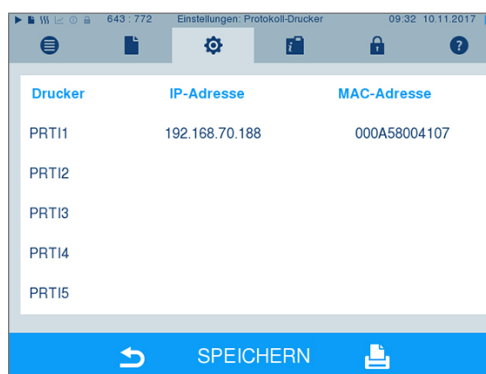 643 : 772 Einstellungen: Protokoll-Drucker 09:32 10.11.2017
Drucker IP-Adresse MAC-Adresse
PRTI1 192.168.70.188 000A58004107
PRTI2
PRTI3
PRTI4
PRTI5
SPEICHERN